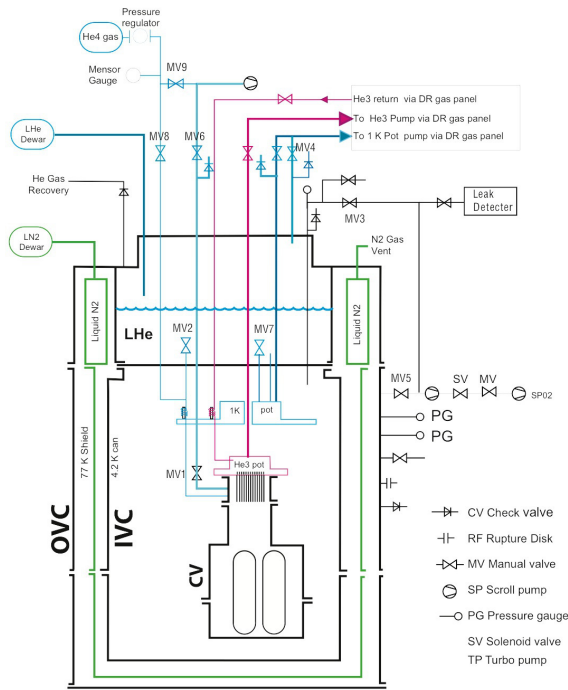 Pressure
regulator
He4 gas
Mensor
Gauge
MV9
He3 return via DR gas panel
To He3 Pump via DR gas panel
To 1 K Pot pump via DR gas panel
LHe
Dewar
MV8
MV6
MV4
He Gas
Recovery
Leak
Detecter
MV3
LN2
Dewar
N2 Gas
Vent
Liquid N2
Liquid N2
LHe
MV2
MV7
MV5
SV
MV
SP02
1K
pot
PG
PG
77 K Shield
4.2 K can
He3 pot
MV1
OVC
IVC
CV
CV Check valve
RF Rupture Disk
MV Manual valve
SP Scroll pump
PG Pressure gauge
SV Solenoid valve
TP Turbo pump